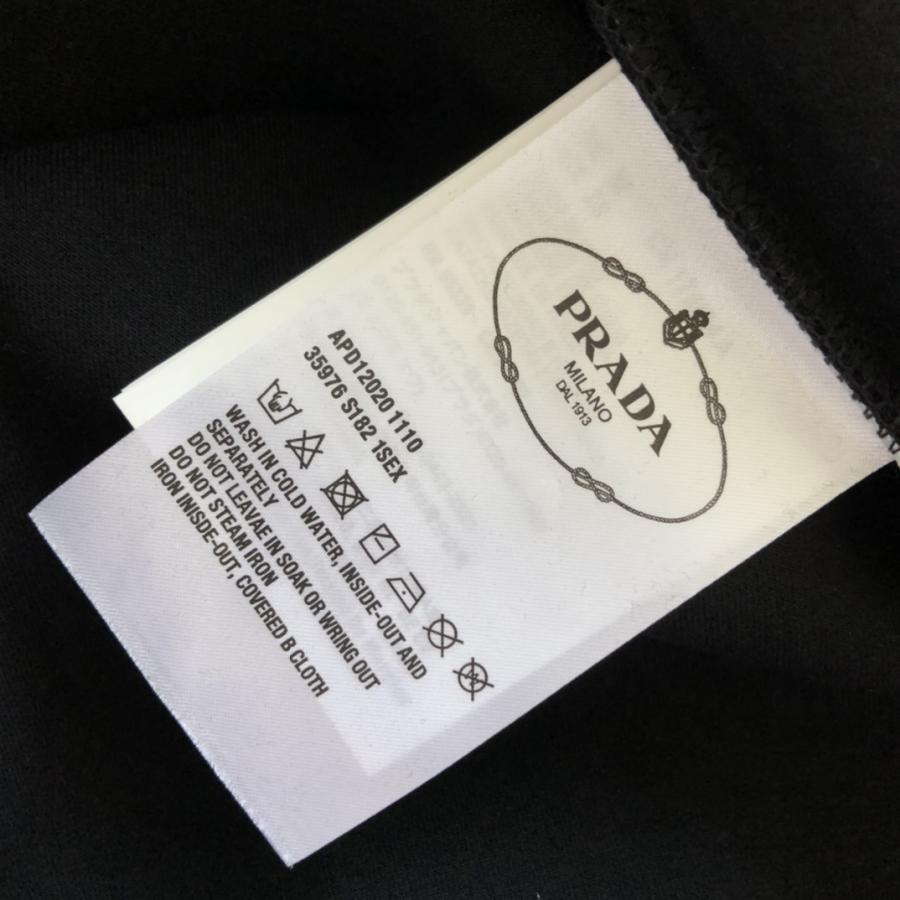 PRADA
MILANO
DAL 1913
APD12020 1110
35976 S182 1SEX
WASH IN COLD WATER, INSIDE-OUT AND
SEPARATELY
DO NOT LEAVAE IN SOAK OR WRING OUT
DO NOT STEAM IRON
IRON INISDE-OUT, COVERED B CLOTH